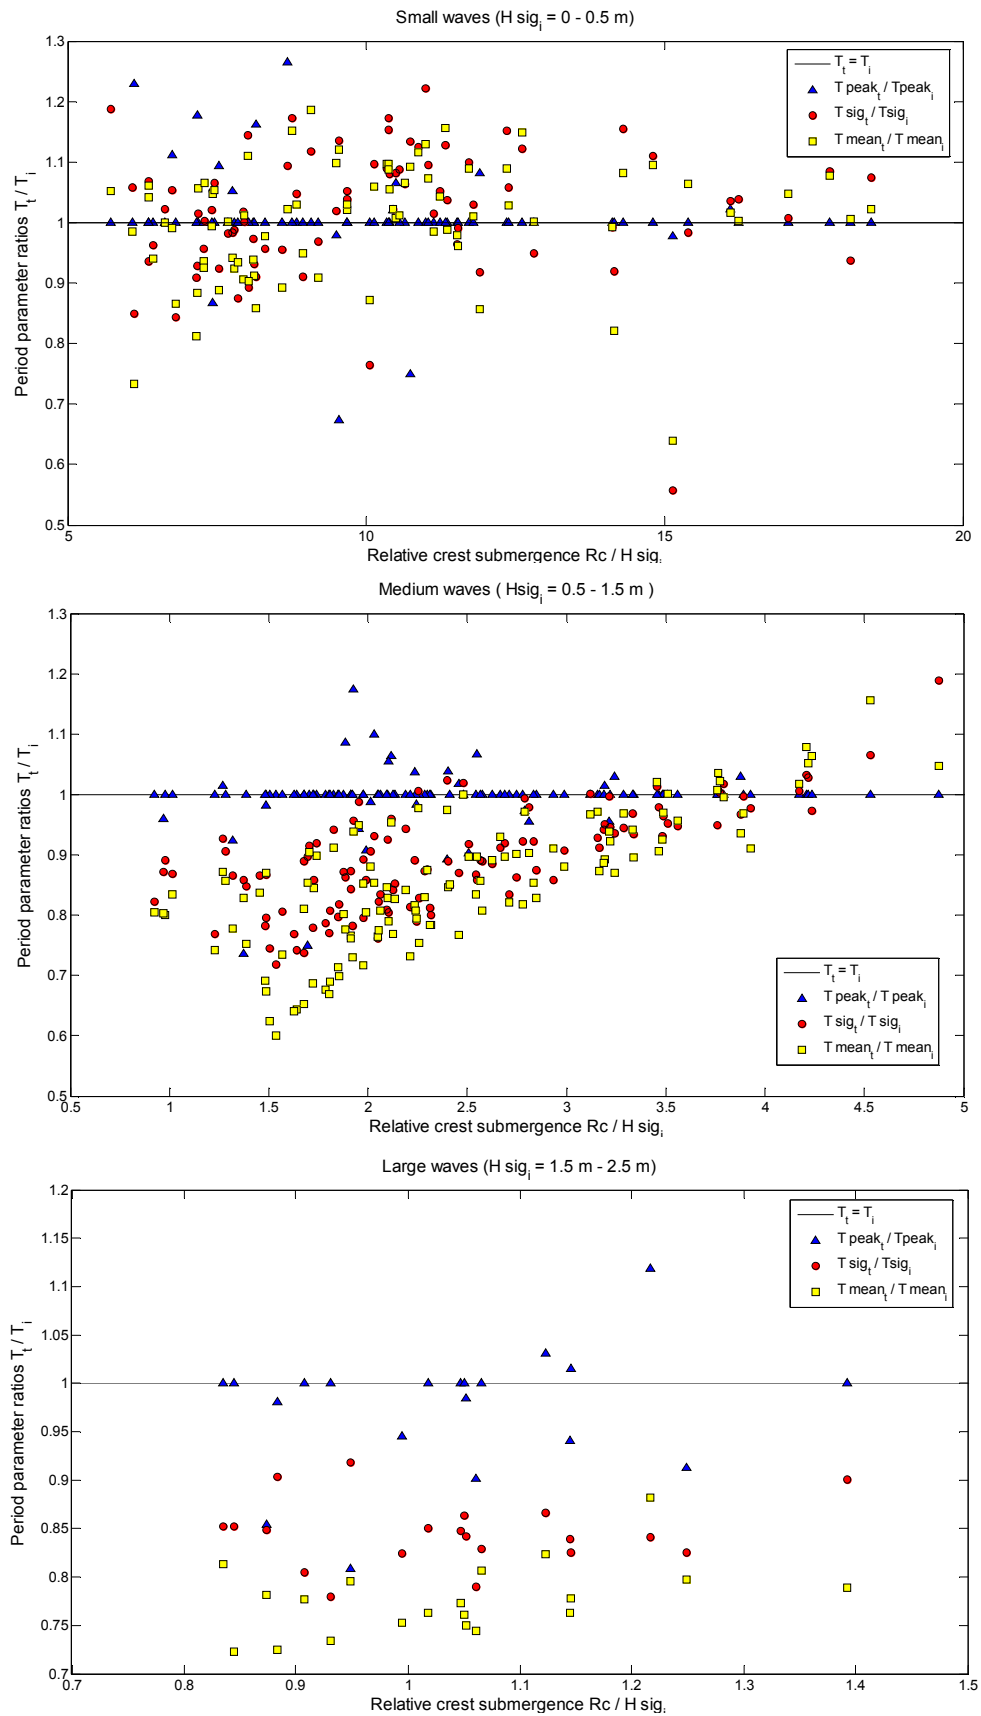 Small waves (H sig_i = 0 - 0.5 m)
1.3
1.2
1.1
1
0.9
0.8
0.7
0.6
0.5
Period parameter ratios T_t / T_i
T_t = T_i
T peak_t / Tpeak_i
T sig_t / Tsig_i
T mean_t / T mean_i
5
10
15
20
Relative crest submergence Rc / H sig_i
Medium waves ( Hsig_i = 0.5 - 1.5 m )
1.3
1.2
1.1
1
0.9
0.8
0.7
0.6
0.5
Period parameter ratios T_t / T_i
T_t = T_i
T peak_t / T peak_i
T sig_t / T sig_i
T mean_t / T mean_i
0.5
1
1.5
2
2.5
3
3.5
4
4.5
5
Relative crest submergence Rc / H sig_i
Large waves (H sig_i = 1.5 m - 2.5 m)
1.2
1.15
1.1
1.05
1
0.95
0.9
0.85
0.8
0.75
0.7
Period parameter ratios T_t / T_i
T_t = T_i
T peak_t / Tpeak_i
T sig_t / Tsig_i
T mean_t / T mean_i
0.7
0.8
0.9
1
1.1
1.2
1.3
1.4
1.5
Relative crest submergence Rc / H sig_i